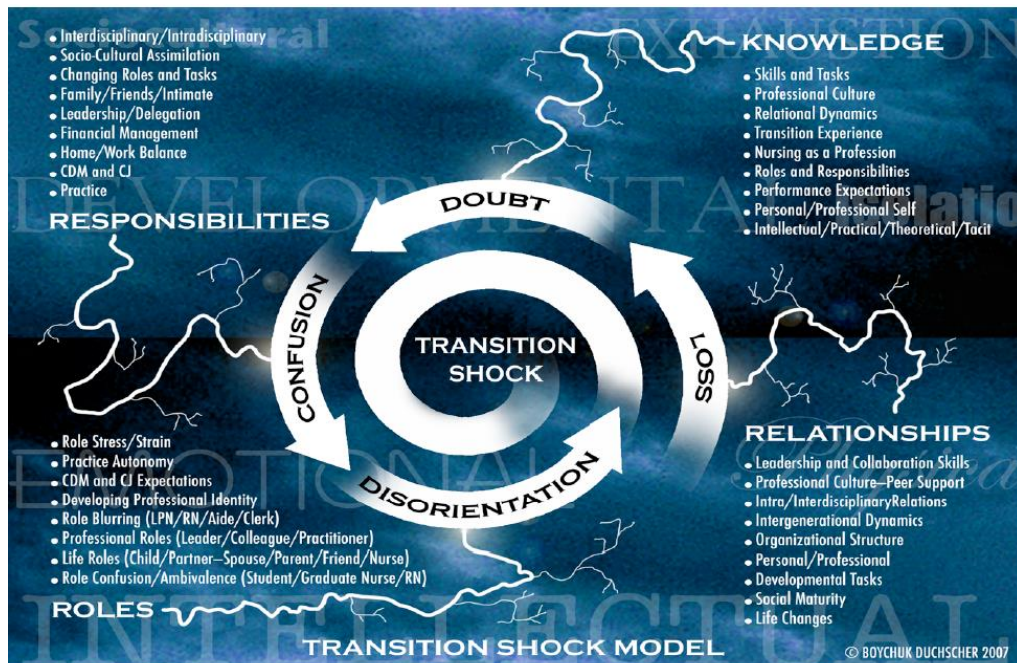 Interdisciplinary/Intradisciplinary
Socio-Cultural Assimilation
Changing Roles and Tasks
Family/Friends/Intimate
Leadership/Delegation
Financial Management
Home/Work Balance
CDM and CJ
Practice
RESPONSIBILITIES
EXHAUSTION
KNOWLEDGE
Skills and Tasks
Professional Culture
Relational Dynamics
Transition Experience
Nursing as a Profession
Roles and Responsibilities
Performance Expectations
Personal/Professional Self
Intellectual/Practical/Theoretical/Tacit
DEVELOPMENTAL
DOUBT
CONFUSION
TRANSITION
SHOCK
LOSS
DISORIENTATION
EMOTIONAL
Role Stress/Strain
Practice Autonomy
CDM and CJ Expectations
Developing Professional Identity
Role Blurring (LPN/RN/Aide/Clerk)
Professional Roles (Leader/Colleague/Practitioner)
Life Roles (Child/Partner–Spouse/Parent/Friend/Nurse)
Role Confusion/Ambivalence (Student/Graduate Nurse/RN)
ROLES
RELATIONSHIPS
Leadership and Collaboration Skills
Professional Culture–Peer Support
Intra/InterdisciplinaryRelations
Intergenerational Dynamics
Organizational Structure
Personal/Professional
Developmental Tasks
Social Maturity
Life Changes
INTELLECTUAL
TRANSITION SHOCK MODEL
© BOYCHUK DUCHSCHER 2007